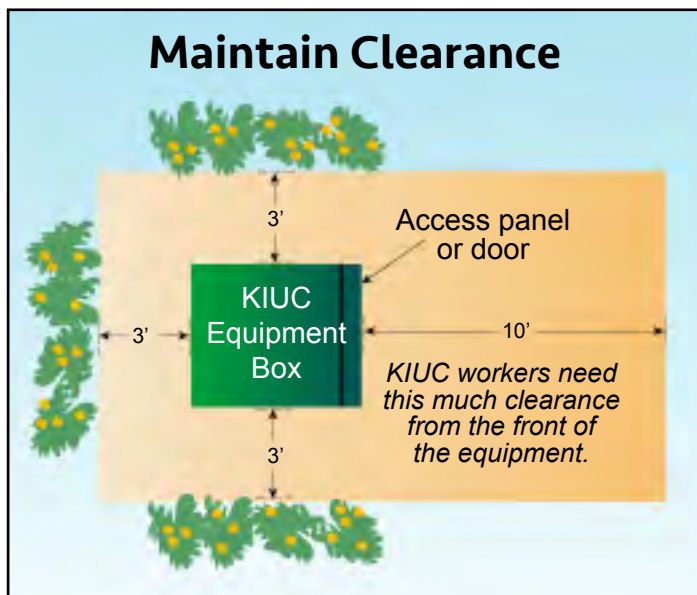 Maintain Clearance
3’
Access panel
or door
KIUC
Equipment
Box
3’
10’
KIUC workers need
this much clearance
from the front of
the equipment.
3’